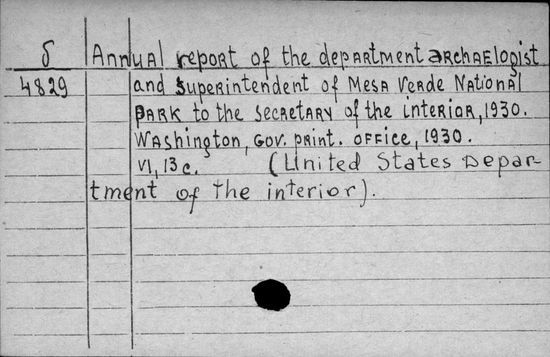 δ Annual report of the department archaelogist
4829 and superintendent of Mesa Verde National
Park to the secretary of the interior, 1930.
Washington, Gov. print. office, 1930.
VI, 13 c. (United States Depar-
tment of the interior).